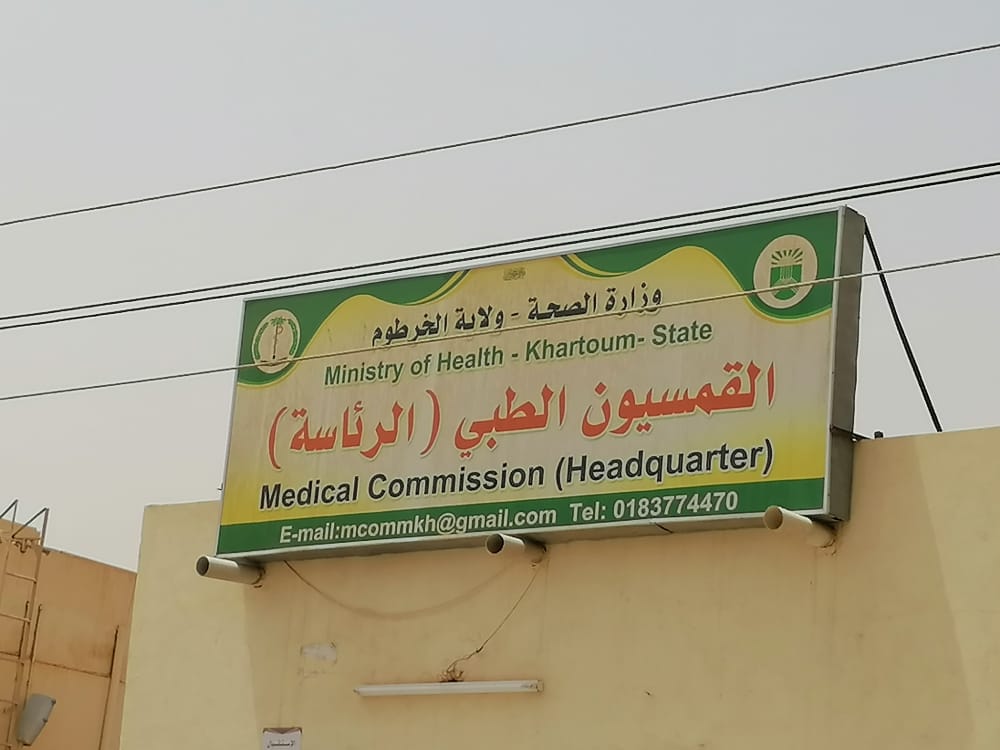 وزارة الصحة - ولاية الخرطوم
Ministry of Health - Khartoum- State
القمسيون الطبي (الرئاسة)
Medical Commission (Headquarter)
E-mail:mcommkh@gmail.com Tel: 0183774470
الإستقبال